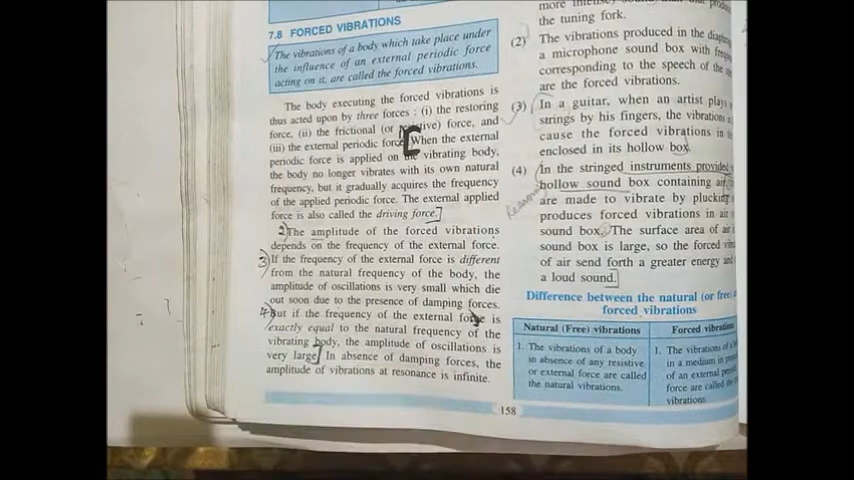 7.8 FORCED VIBRATIONS
The vibrations of a body which take place under
the influence of an external periodic force
acting on it, are called the forced vibrations.
The body executing the forced vibrations is
thus acted upon by three forces : (i) the restoring
force, (ii) the frictional (or resistive) force, and
(iii) the external periodic force. [When the external
periodic force is applied on the vibrating body,
the body no longer vibrates with its own natural
frequency, but it gradually acquires the frequency
of the applied periodic force. The external applied
force is also called the driving force.]
2) The amplitude of the forced vibrations
depends on the frequency of the external force.
3) If the frequency of the external force is different
from the natural frequency of the body, the
amplitude of oscillations is very small which die
out soon due to the presence of damping forces.
4) But if the frequency of the external force is
exactly equal to the natural frequency of the
vibrating body, the amplitude of oscillations is
very large.] In absence of damping forces, the
amplitude of vibrations at resonance is infinite.
the tuning fork.
(2) The vibrations produced in the
a microphone sound box with
corresponding to the speech of the
are the forced vibrations.
(3) In a guitar, when an artist plays
strings by his fingers, the vibrations
cause the forced vibrations in
enclosed in its hollow box.
(4) In the stringed instruments provided
hollow sound box containing air,
are made to vibrate by
produces forced vibrations in air
sound box. The surface area of air
sound box is large, so the forced
of air send forth a greater energy and
a loud sound.]
Difference between the natural (or free)
forced vibrations
Natural (Free) vibrations
Forced
1. The vibrations of a body
in absence of any resistive
or external force are called
the natural vibrations.
1. The vibrations of
in a medium in
of an external
force are called
vibrations.
158